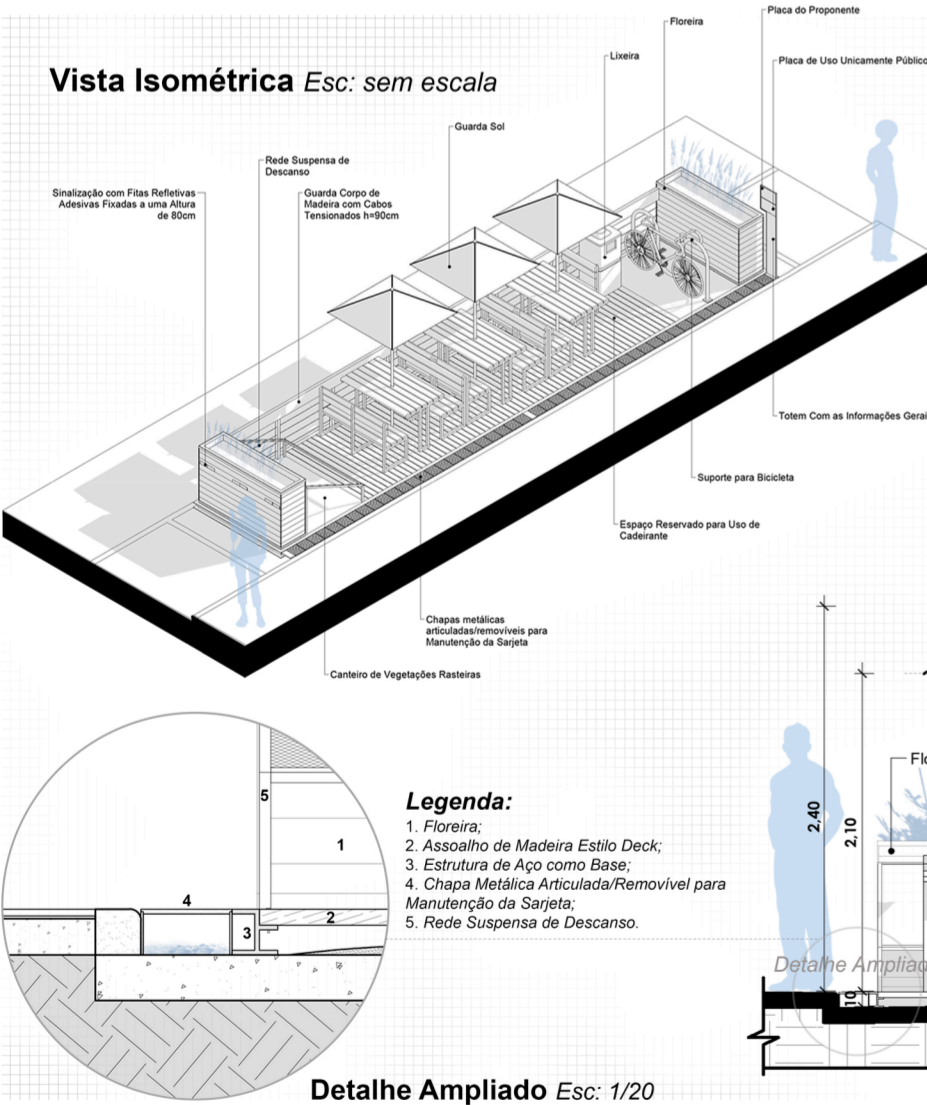 Placa do Proponente
Floreira
Lixeira
Placa de Uso Unicamente Público
Vista Isométrica Esc: sem escala
Guarda Sol
Rede Suspensa de
Descanso
Sinalização com Fitas Refletivas
Adesivas Fixadas a uma Altura
de 80cm
Guarda Corpo de
Madeira com Cabos
Tensionados h=90cm
Totem Com as Informações Gerai
Suporte para Bicicleta
Espaço Reservado para Uso de
Cadeirante
Chapas metálicas
articuladas/removíveis para
Manutenção da Sarjeta
Canteiro de Vegetações Rasteiras
5
1
4
3
2
Legenda:
1. Floreira;
2. Assoalho de Madeira Estilo Deck;
3. Estrutura de Aço como Base;
4. Chapa Metálica Articulada/Removível para
Manutenção da Sarjeta;
5. Rede Suspensa de Descanso.
2,40
2,10
Flo
Detalhe Ampliad
10
Detalhe Ampliado Esc: 1/20